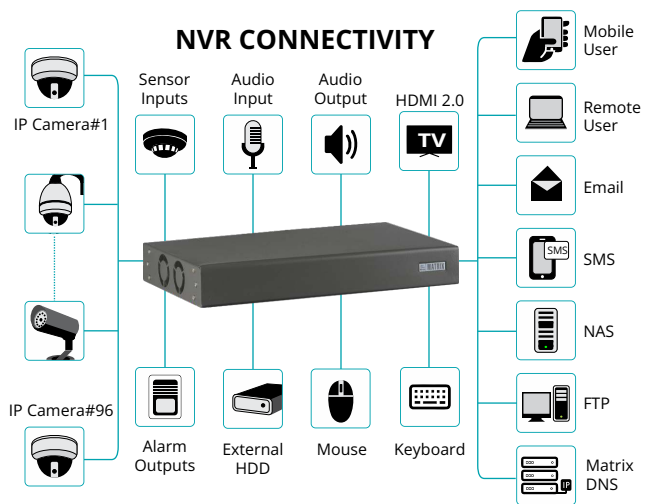 NVR CONNECTIVITY
IP Camera#1
IP Camera#96
Sensor
Inputs
Audio
Input
Audio
Output
HDMI 2.0
TV
MATRIX
Alarm
Outputs
External
HDD
Mouse
Keyboard
Mobile
User
Remote
User
Email
SMS
SMS
NAS
FTP
IP
Matrix
DNS